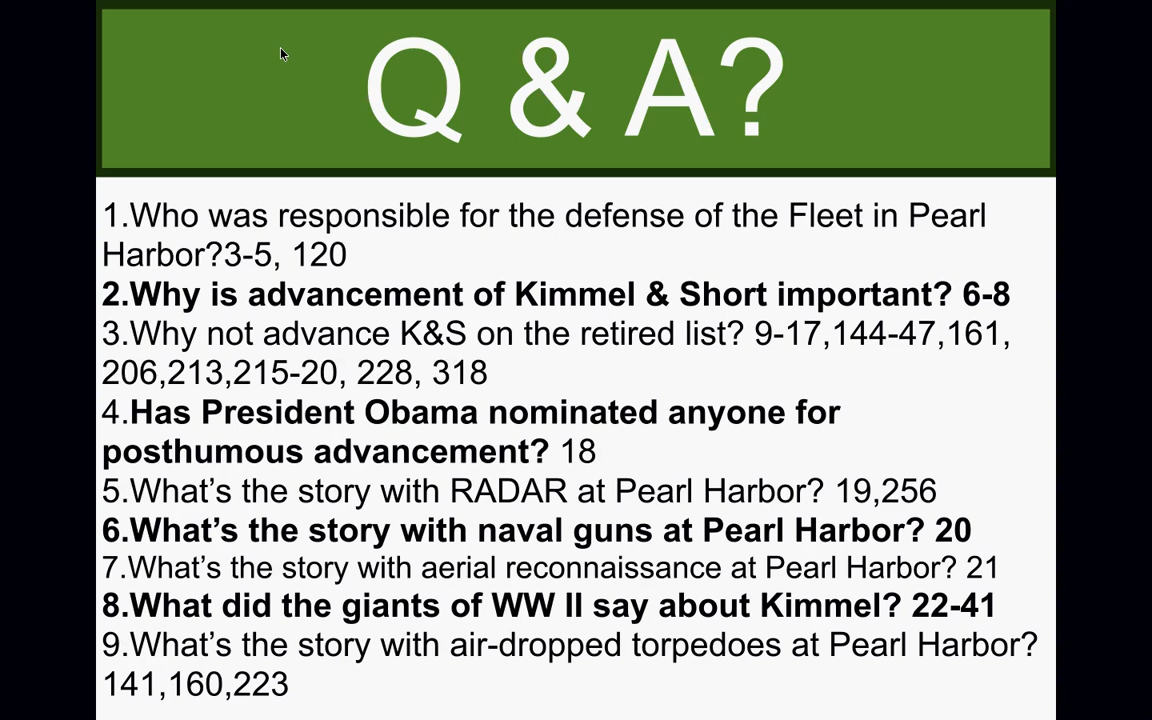 Q & A?
1.Who was responsible for the defense of the Fleet in Pearl
Harbor?3-5, 120
2.Why is advancement of Kimmel & Short important? 6-8
3.Why not advance K&S on the retired list? 9-17,144-47,161,
206,213,215-20, 228, 318
4.Has President Obama nominated anyone for
posthumous advancement? 18
5.What’s the story with RADAR at Pearl Harbor? 19,256
6.What’s the story with naval guns at Pearl Harbor? 20
7.What’s the story with aerial reconnaissance at Pearl Harbor? 21
8.What did the giants of WW II say about Kimmel? 22-41
9.What’s the story with air-dropped torpedoes at Pearl Harbor?
141,160,223